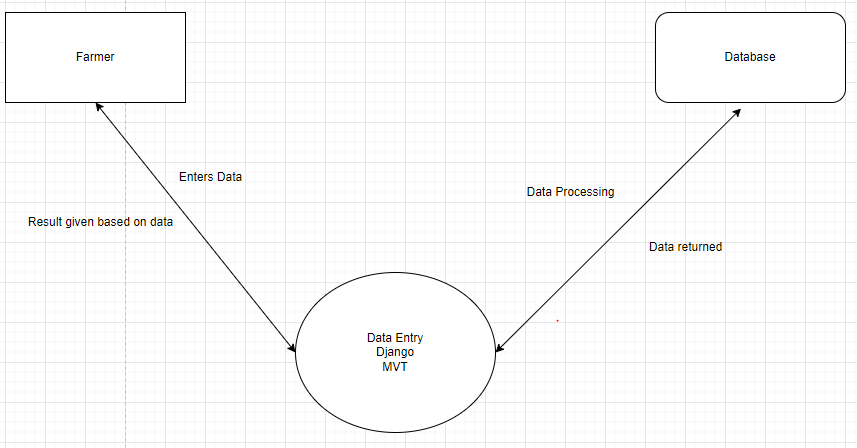 Farmer
Database
Enters Data
Data Processing
Result given based on data
Data returned
Data Entry
Django
MVT